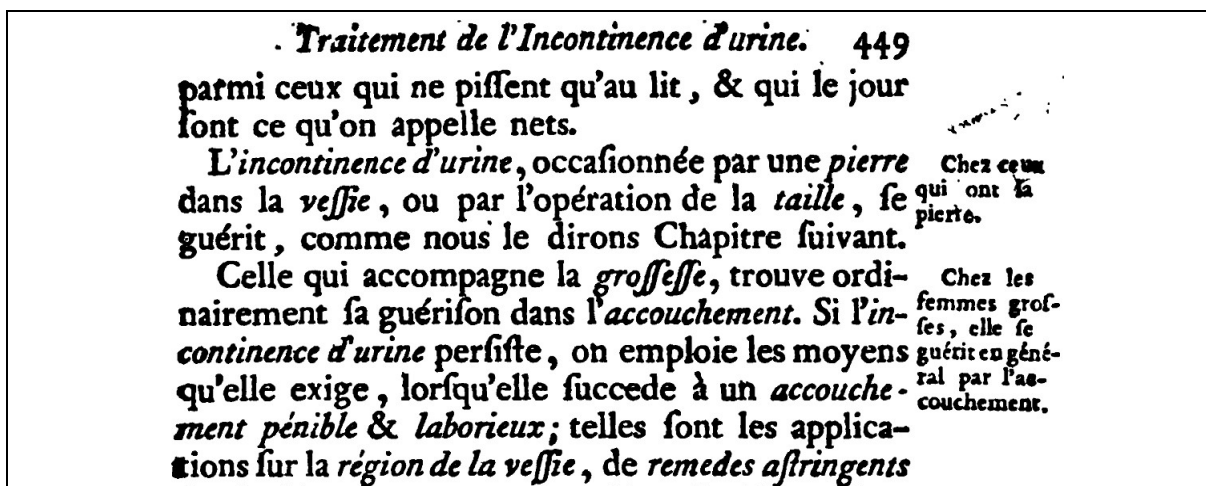 Traitement de l'Incontinence d'urine. 449
parmi ceux qui ne piſſent qu'au lit, & qui le jour
ſont ce qu'on appelle nets.
L'incontinence d'urine, occaſionnée par une pierre
dans la veſſie, ou par l'opération de la taille, ſe
guérit, comme nous le dirons Chapitre ſuivant.
Chez ceux
qui ont la
pierre.
Celle qui accompagne la groſſeſſe, trouve ordi-
nairement ſa guériſon dans l'accouchement. Si l'in-
continence d'urine perſiſte, on emploie les moyens
qu'elle exige, lorſqu'elle ſuccede à un accouche-
ment pénible & laborieux; telles ſont les applica-
tions ſur la région de la veſſie, de remedes aſtringents
Chez les
femmes groſ-
ſes, elle ſe
guérit en géné-
ral par l'ac-
couchement.